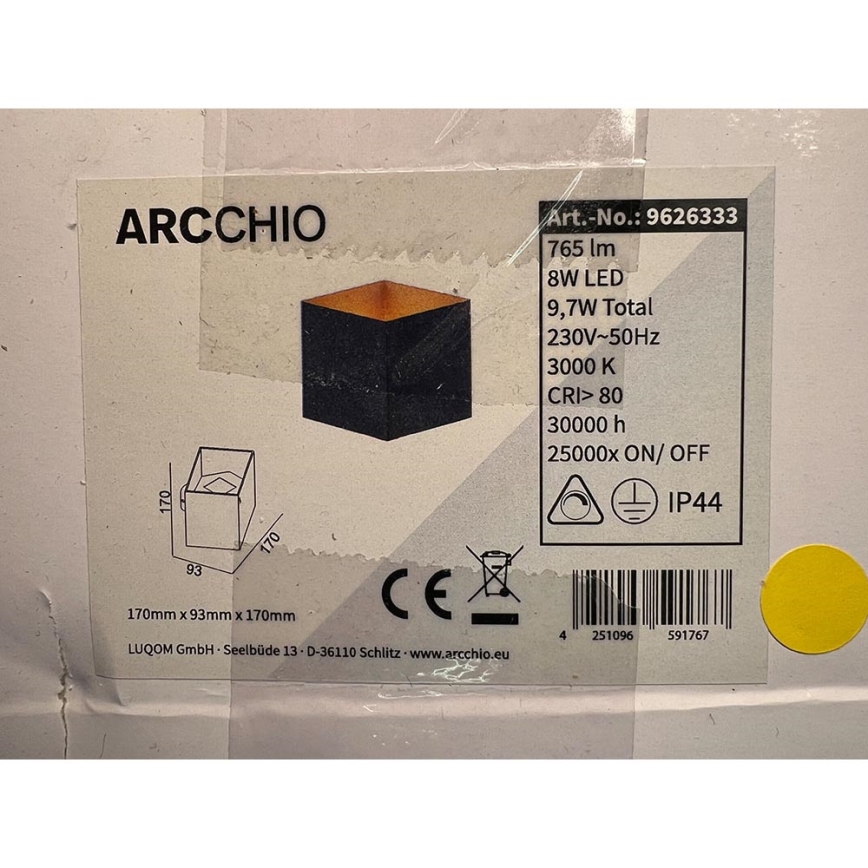 ARCCHIO
Art.-No.: 9626333
765 lm
8W LED
9,7W Total
230V~50Hz
3000 K
CRI> 80
30000 h
25000x ON/ OFF
IP44
170
93
170
170mm x 93mm x 170mm
CE
LUQOM GmbH · Seelbüde 13 · D-36110 Schlitz · www.arcchio.eu
4 251096 591767